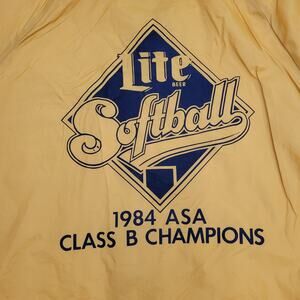 Lite
BEER
Softball
1984 ASA
CLASS B CHAMPIONS